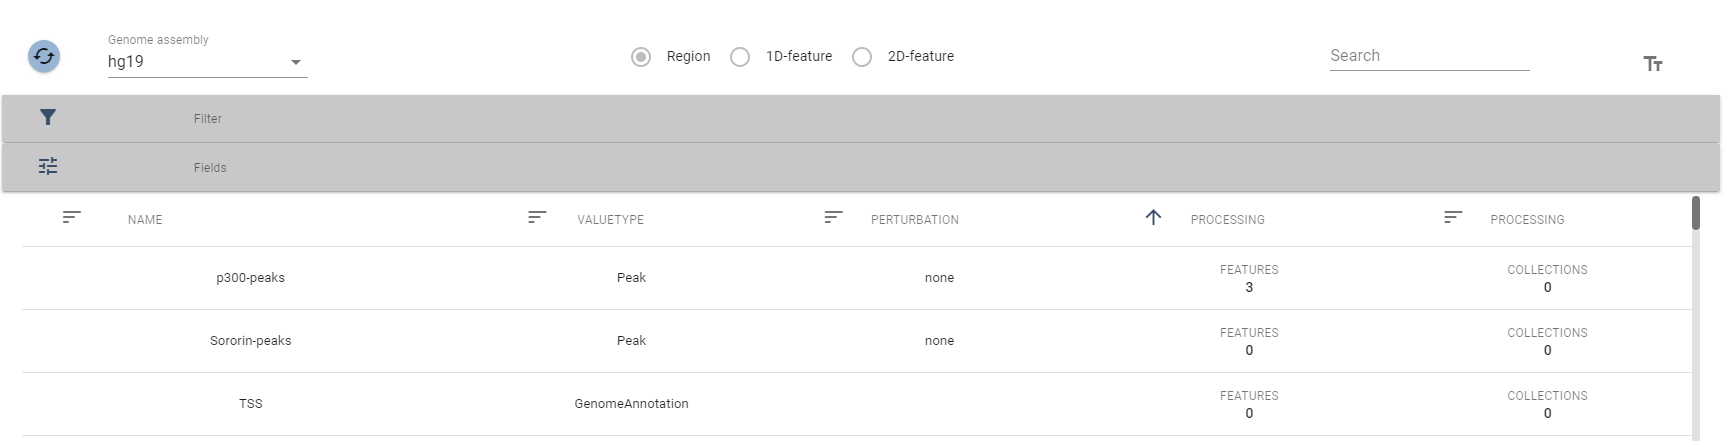 Genome assembly
hg19
Region 1D-feature 2D-feature
Search
Filter
Fields
NAME VALUETYPE PERTURBATION PROCESSING PROCESSING
p300-peaks Peak none FEATURES 3 COLLECTIONS 0
Sororin-peaks Peak none FEATURES 0 COLLECTIONS 0
TSS GenomeAnnotation FEATURES 0 COLLECTIONS 0